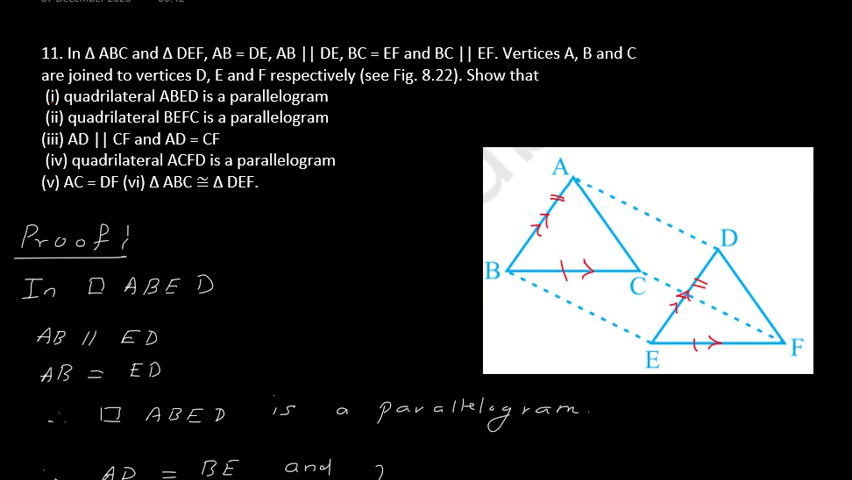 11. In Δ ABC and Δ DEF, AB = DE, AB || DE, BC = EF and BC || EF. Vertices A, B and C
are joined to vertices D, E and F respectively (see Fig. 8.22). Show that
(i) quadrilateral ABED is a parallelogram
(ii) quadrilateral BEFC is a parallelogram
(iii) AD || CF and AD = CF
(iv) quadrilateral ACFD is a parallelogram
(v) AC = DF (vi) Δ ABC ≅ Δ DEF.
A
D
B
C
E
F
Proof:
In □ ABED
AB // ED
AB = ED
∴ □ ABED is a parallelogram.
AD = BE and